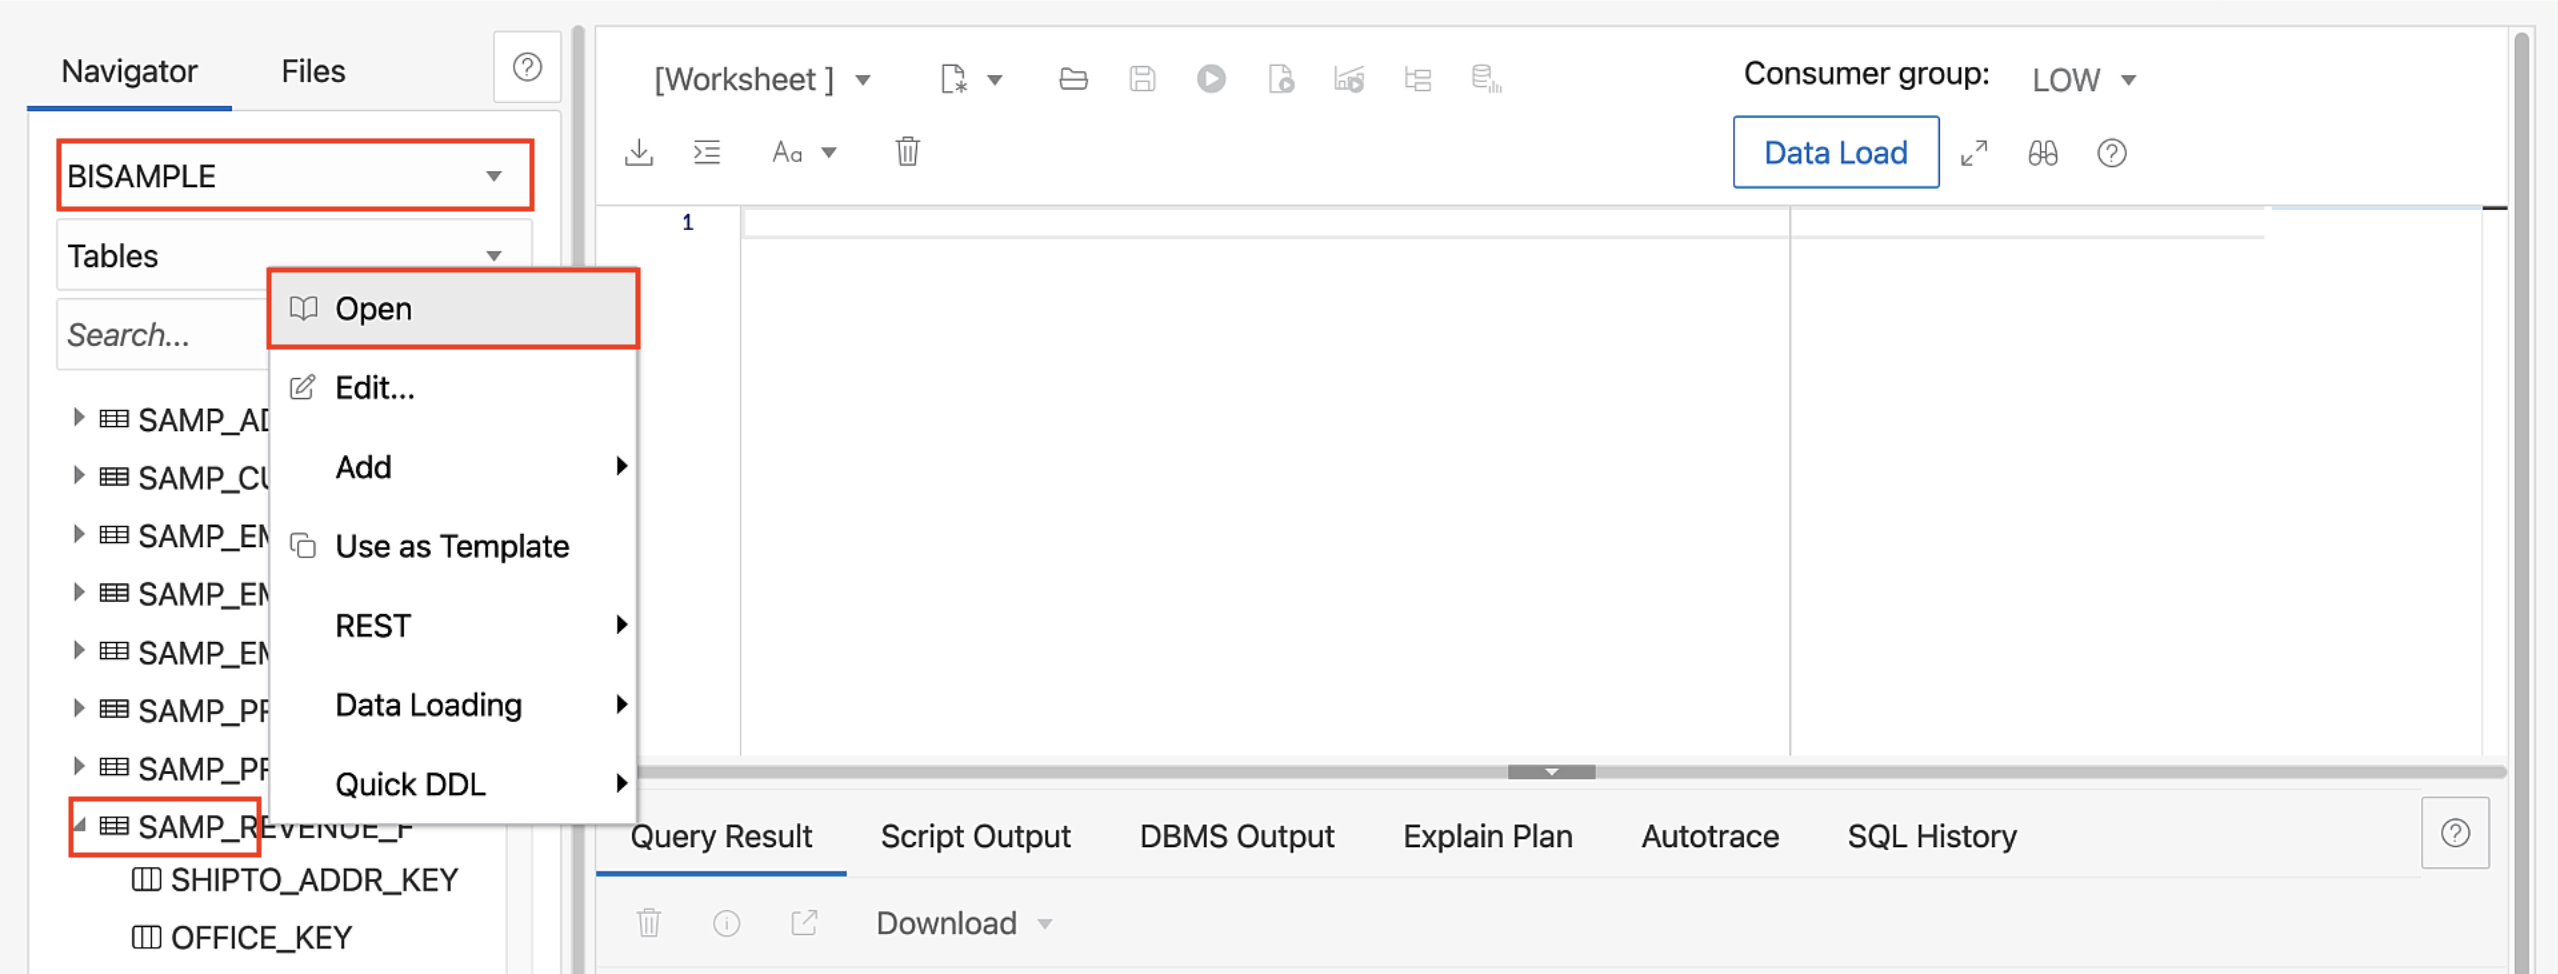 Navigator Files
[Worksheet ] Consumer group: LOW
BISAMPLE
Aa Data Load
Tables
1
Search...
Open
Edit...
Add
Use as Template
REST
Data Loading
Quick DDL
SAMP_AD
SAMP_CU
SAMP_EM
SAMP_EM
SAMP_EM
SAMP_PR
SAMP_PR
SAMP_REVENUE_F
SHIPTO_ADDR_KEY
OFFICE_KEY
Query Result Script Output DBMS Output Explain Plan Autotrace SQL History
Download